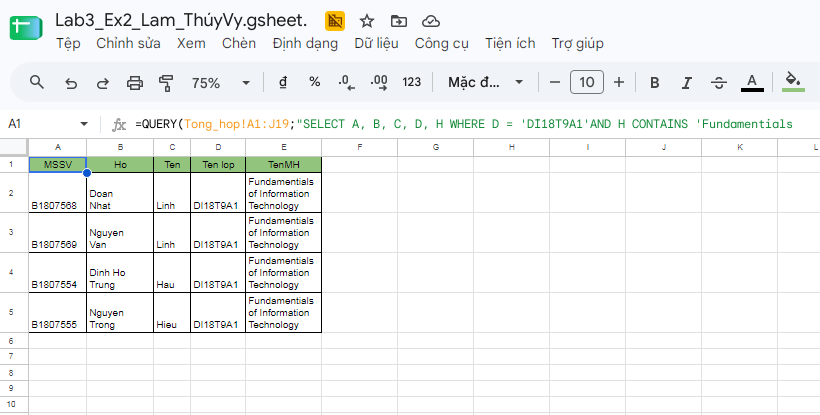 Lab3_Ex2_Lam_ThúyVy.gsheet.
Tệp Chỉnh sửa Xem Chèn Định dạng Dữ liệu Công cụ Tiện ích Trợ giúp
75% đ % .0 .00 123 Mặc đ... − 10 + B I S A
A1 fx =QUERY(Tong_hop!A1:J19;"SELECT A, B, C, D, H WHERE D = 'DI18T9A1'AND H CONTAINS 'Fundamentials
A B C D E F G H I J K L
1 MSSV Ho Ten Ten lop TenMH
2 B1807568 Doan Nhat Linh DI18T9A1 Fundamentials of Information Technology
3 B1807569 Nguyen Van Linh DI18T9A1 Fundamentials of Information Technology
4 B1807554 Dinh Ho Trung Hau DI18T9A1 Fundamentials of Information Technology
5 B1807555 Nguyen Trong Hieu DI18T9A1 Fundamentials of Information Technology
6
7
8
9
10